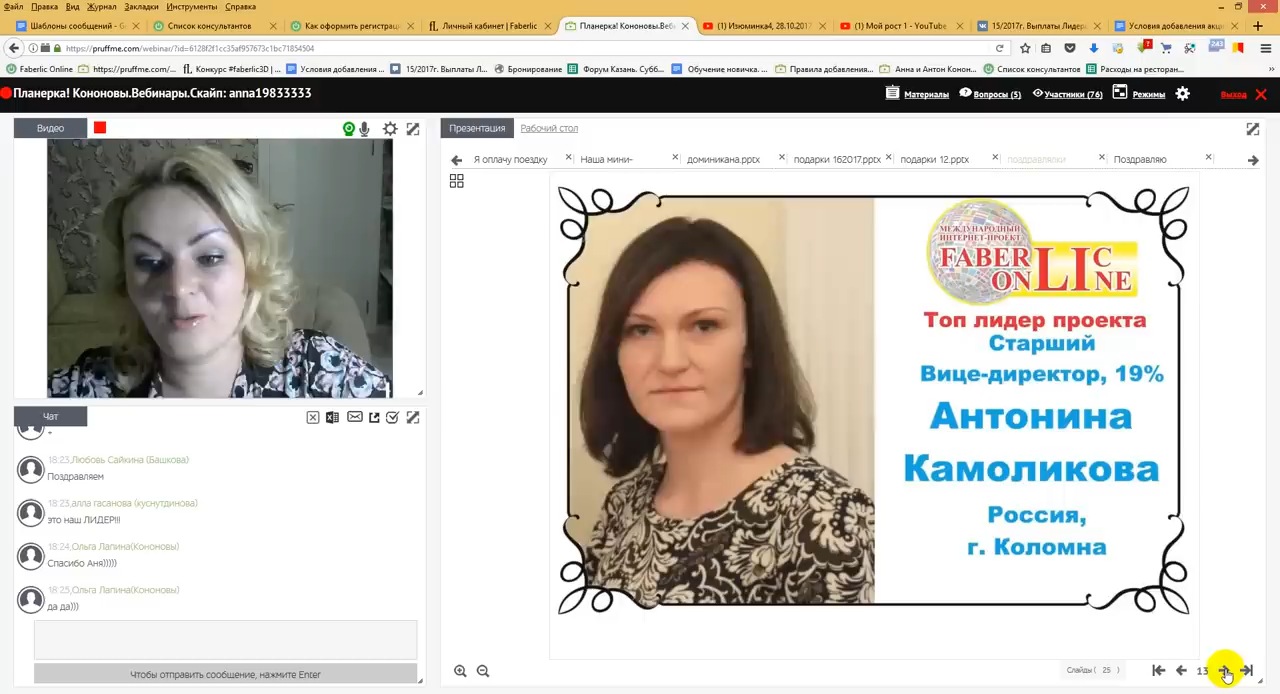 Файл Правка Вид Журнал Закладки Инструменты Справка
Шаблоны сообщений - Go
Список консультантов
Как оформить регистрац
Личный кабинет | Faberlic
Планерка! Кононовы.Веб
(1) Изюминка4, 28.10.2017
(1) Мой рост 1 - YouTube
15/2017г. Выплаты Лидер
Условия добавления акц
https://pruffme.com/webinar/?id=6128f2f1cc35af957673c1bc71854504
243
Faberlic Online
https://pruffme.com/...
Конкурс #faberlic3D | ...
Условия добавления ...
15/2017г. Выплаты Л...
Бронирование
Форум Казань. Субб...
Обучение новичка. ...
Правила добавления...
Анна и Антон Конон...
Список консультантов
Расходы на ресторан...
Планерка! Кононовы.Вебинары.Скайп: anna19833333
Материалы
Вопросы (5)
Участники (76)
Режимы
Выход
Видео
Презентация
Рабочий стол
Я оплачу поездку
Наша мини-
доминикана.pptx
подарки 162017.pptx
подарки 12.pptx
Поздравляю
МЕЖДУНАРОДНЫЙ
ИНТЕРНЕТ-ПРОЕКТ
FABERLIC
ONLINE
Топ лидер проекта
Старший
Вице-директор, 19%
Антонина
Камоликова
Россия,
г. Коломна
Чат
+
18:23,Любовь Сайкина (Башкова)
Поздравляем
18:23,алла гасанова (куснутдинова)
это наш ЛИДЕР!!!
18:24,Ольга Лапина(Кононовы)
Спасибо Аня)))))
18:25,Ольга Лапина(Кононовы)
да да)))
Чтобы отправить сообщение, нажмите Enter
Слайды ( 25 )
13